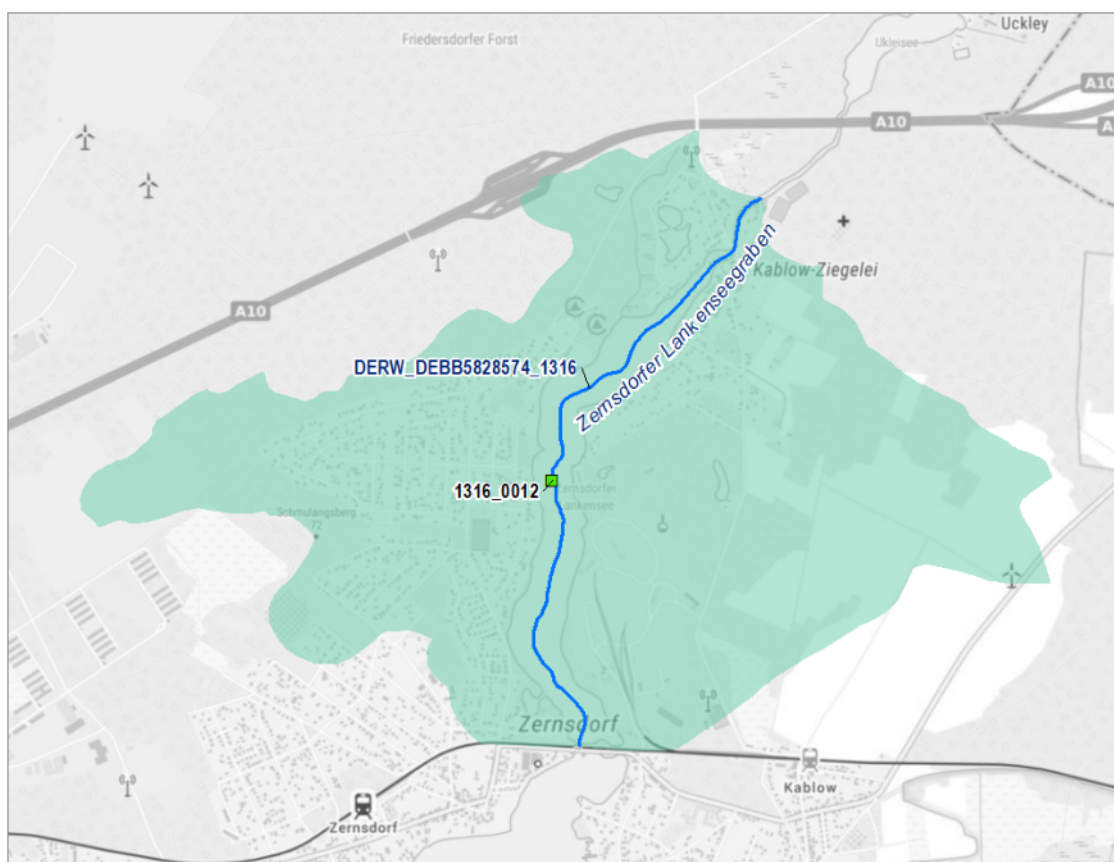 Uckley
Friedersdorfer Forst
Ukleisee
A10
A10
A
Kablow-Ziegelei
A10
Zernsdorfer Lankenseegraben
DERW_DEBB5828574_1316
1316_0012
Zernsdorfer
Lankensee
Schmulangsberg
72
Zernsdorf
Kablow
Zernsdorf